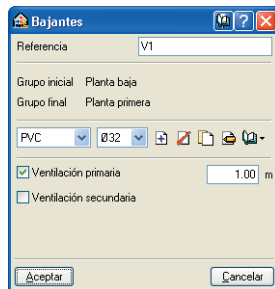 Bajantes
Referencia V1
Grupo inicial Planta baja
Grupo final Planta primera
PVC Ø32
Ventilación primaria 1.00 m
Ventilación secundaria
Aceptar Cancelar